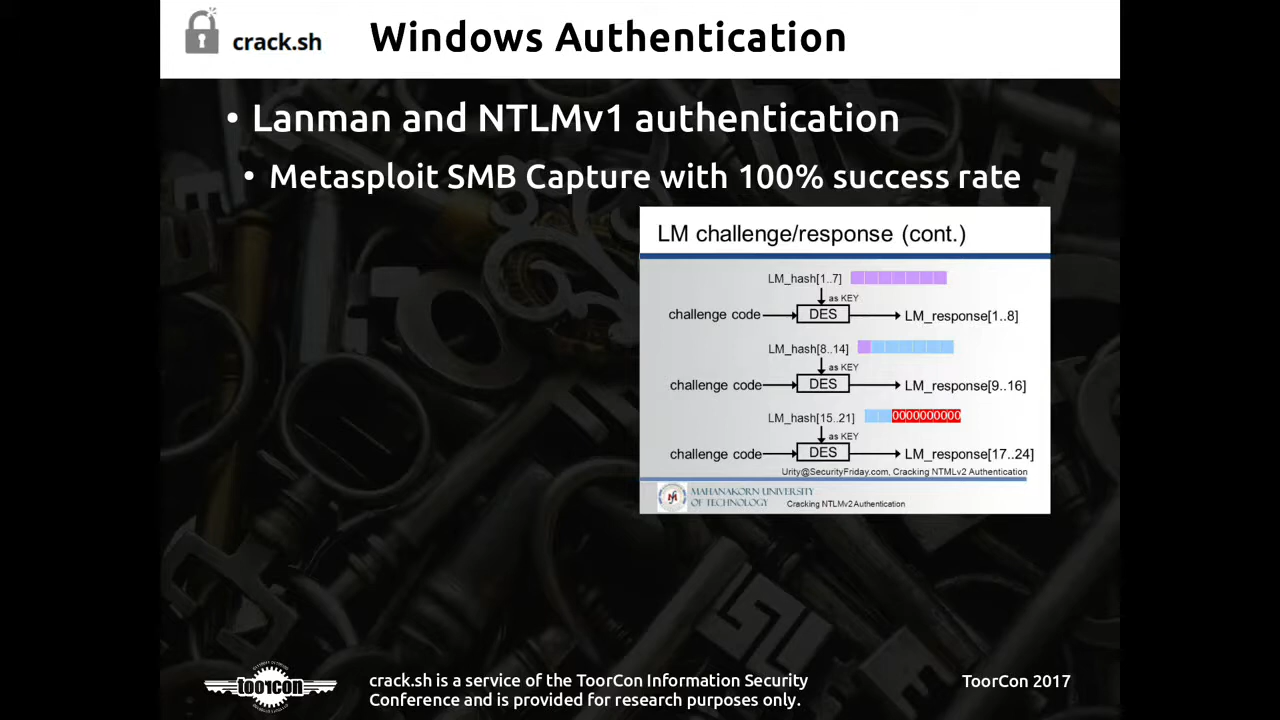 crack.sh
Windows Authentication
• Lanman and NTLMv1 authentication
• Metasploit SMB Capture with 100% success rate
LM challenge/response (cont.)
LM_hash[1..7]
as KEY
challenge code DES LM_response[1..8]
LM_hash[8..14]
as KEY
challenge code DES LM_response[9..16]
LM_hash[15..21] 0000000000
as KEY
challenge code DES LM_response[17..24]
Urity@SecurityFriday.com, Cracking NTMLv2 Authentication
MAHANAKORN UNIVERSITY
OF TECHNOLOGY
Cracking NTLMv2 Authentication
toorcon
crack.sh is a service of the ToorCon Information Security
Conference and is provided for research purposes only.
ToorCon 2017